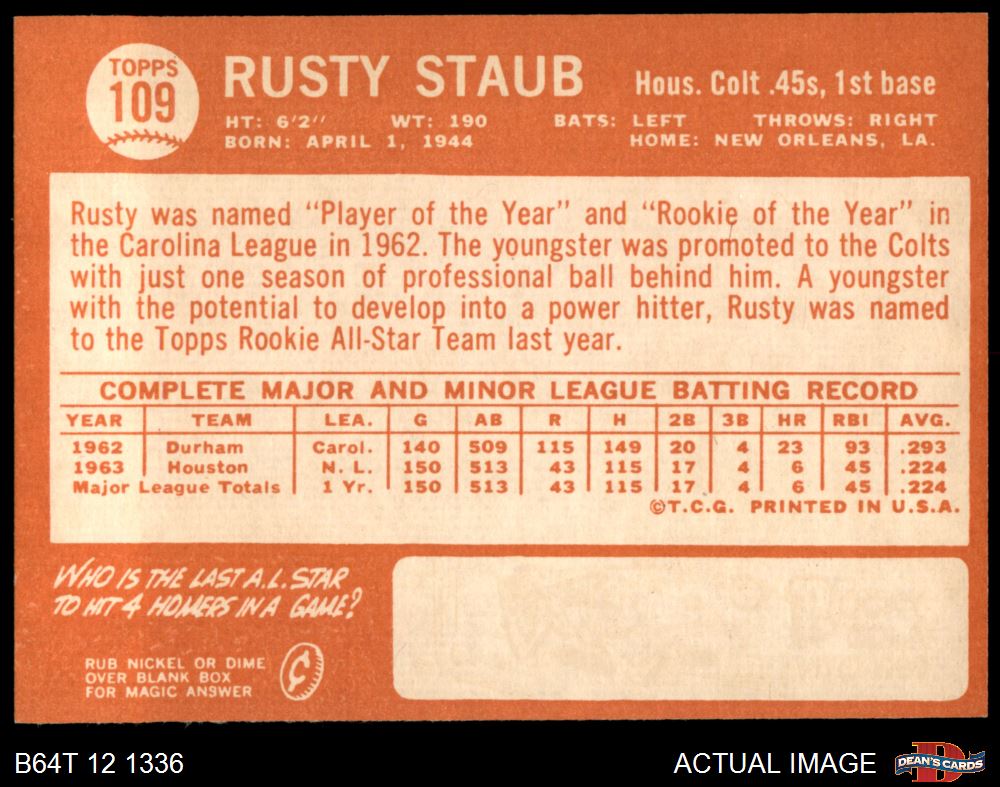 TOPPS
109
RUSTY STAUB
Hous. Colt .45s, 1st base
HT: 6'2" WT: 190 BATS: LEFT THROWS: RIGHT
BORN: APRIL 1, 1944 HOME: NEW ORLEANS, LA.
Rusty was named "Player of the Year" and "Rookie of the Year" in
the Carolina League in 1962. The youngster was promoted to the Colts
with just one season of professional ball behind him. A youngster
with the potential to develop into a power hitter, Rusty was named
to the Topps Rookie All-Star Team last year.
COMPLETE MAJOR AND MINOR LEAGUE BATTING RECORD
YEAR TEAM LEA. G AB R H 2B 3B HR RBI AVG.
1962 Durham Carol. 140 509 115 149 20 4 23 93 .293
1963 Houston N. L. 150 513 43 115 17 4 6 45 .224
Major League Totals 1 Yr. 150 513 43 115 17 4 6 45 .224
©T.C.G. PRINTED IN U.S.A.
WHO IS THE LAST A.L. STAR
TO HIT 4 HOMERS IN A GAME?
RUB NICKEL OR DIME
OVER BLANK BOX
FOR MAGIC ANSWER
¢
B64T 12 1336
ACTUAL IMAGE
D
DEAN'S CARDS